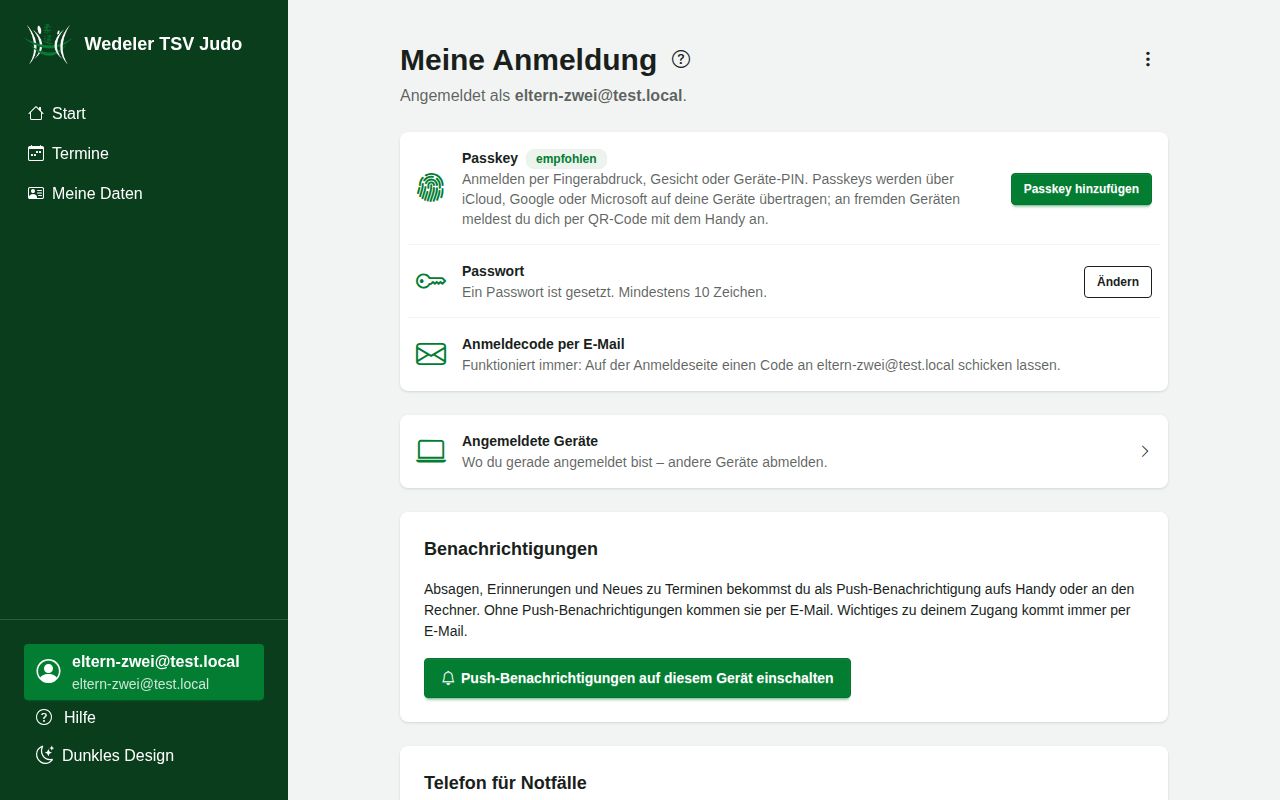 Wedeler TSV Judo
Start
Termine
Meine Daten
eltern-zwei@test.local
eltern-zwei@test.local
Hilfe
Dunkles Design
Meine Anmeldung
Angemeldet als eltern-zwei@test.local.
Passkey empfohlen
Anmelden per Fingerabdruck, Gesicht oder Geräte-PIN. Passkeys werden über
iCloud, Google oder Microsoft auf deine Geräte übertragen; an fremden Geräten
meldest du dich per QR-Code mit dem Handy an.
Passkey hinzufügen
Passwort
Ein Passwort ist gesetzt. Mindestens 10 Zeichen.
Ändern
Anmeldecode per E-Mail
Funktioniert immer: Auf der Anmeldeseite einen Code an eltern-zwei@test.local schicken lassen.
Angemeldete Geräte
Wo du gerade angemeldet bist – andere Geräte abmelden.
Benachrichtigungen
Absagen, Erinnerungen und Neues zu Terminen bekommst du als Push-Benachrichtigung aufs Handy oder an den
Rechner. Ohne Push-Benachrichtigungen kommen sie per E-Mail. Wichtiges zu deinem Zugang kommt immer per
E-Mail.
Push-Benachrichtigungen auf diesem Gerät einschalten
Telefon für Notfälle